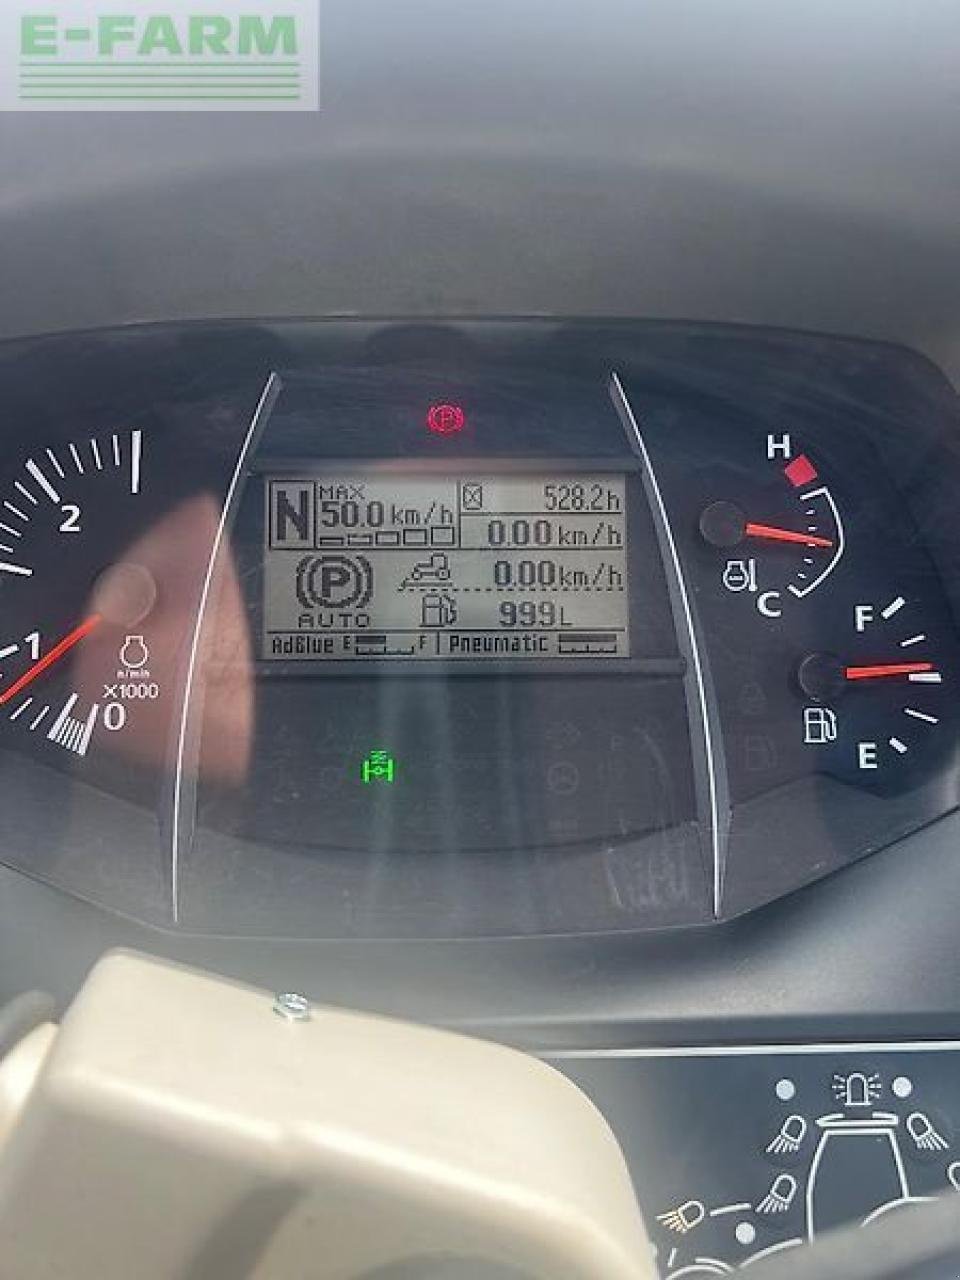 E-FARM
H
2
N MAX 50.0 km/h
528.2h
0.00 km/h
C
P AUTO
0.00 km/h
F
1
n/min
X1000
999L
AdBlue E F | Pneumatic
0
N
E